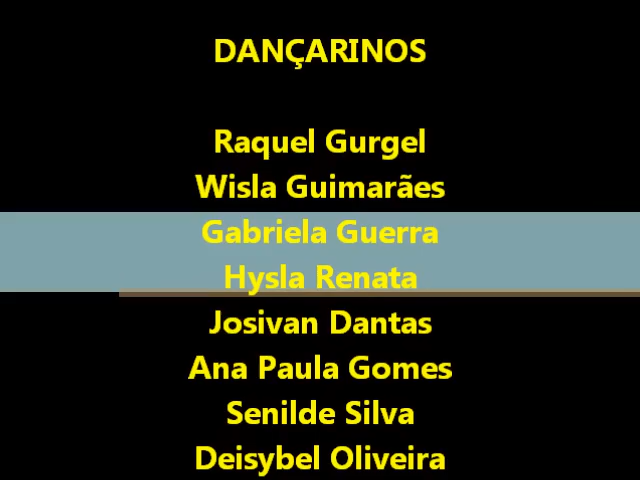 DANÇARINOS
Raquel Gurgel
Wisla Guimarães
Gabriela Guerra
Hysla Renata
Josivan Dantas
Ana Paula Gomes
Senilde Silva
Deisybel Oliveira